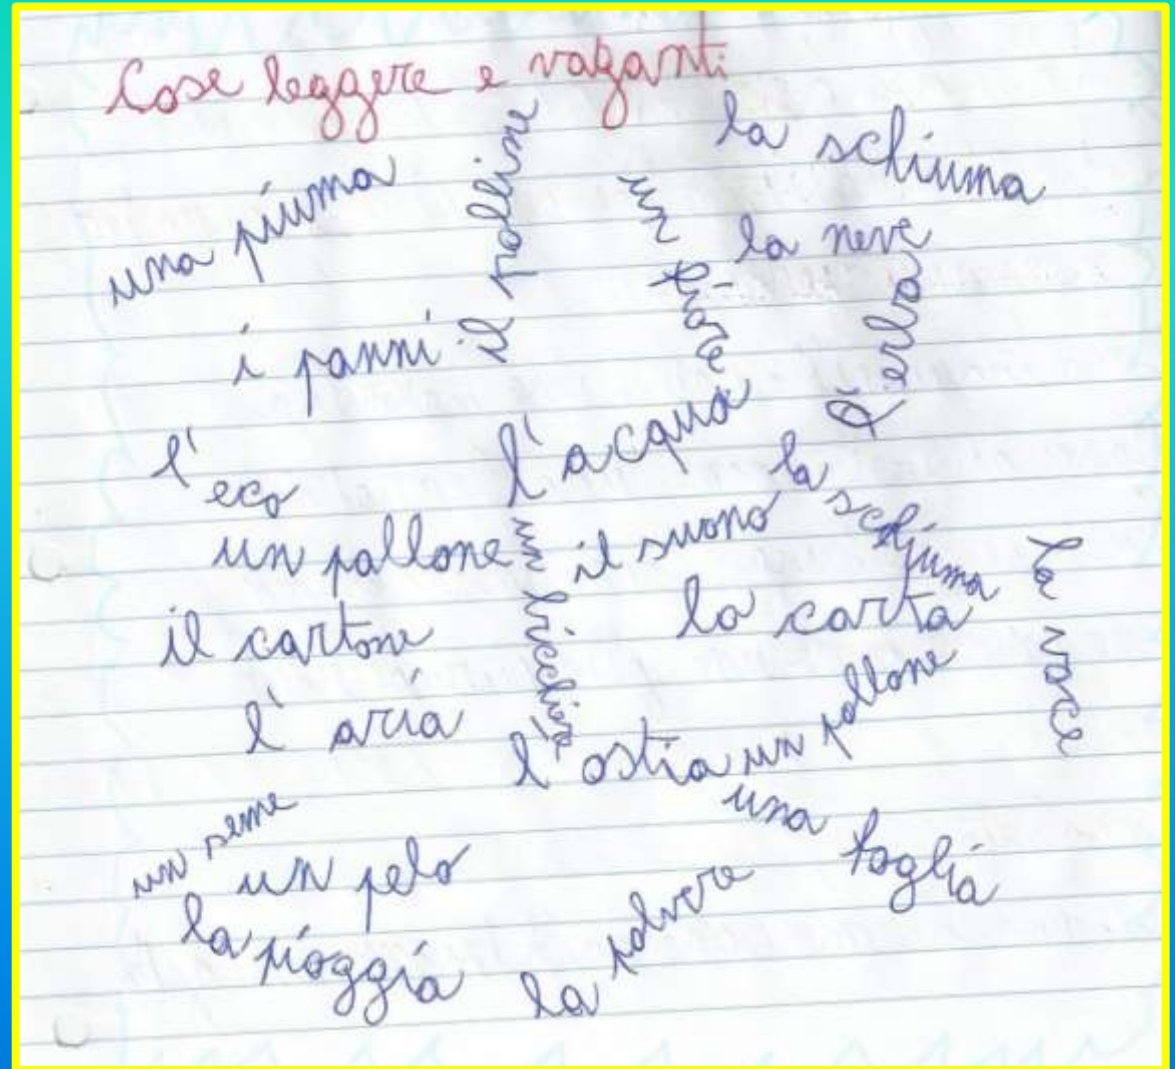 Cose leggere e vaganti
una piuma
il polline
un fiore
la schiuma
la neve
l'erba
i panni
l'eco
l'acqua
la schiuma
un pallone
un bicchiere
il suono
la voce
il cartone
la carta
l'aria
l'ostia
un pallone
una foglia
un seme
un pelo
la pioggia
la polvere